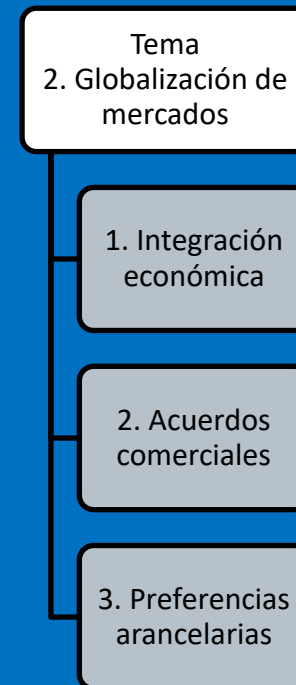 Tema
2. Globalización de
mercados
1. Integración
económica
2. Acuerdos
comerciales
3. Preferencias
arancelarias